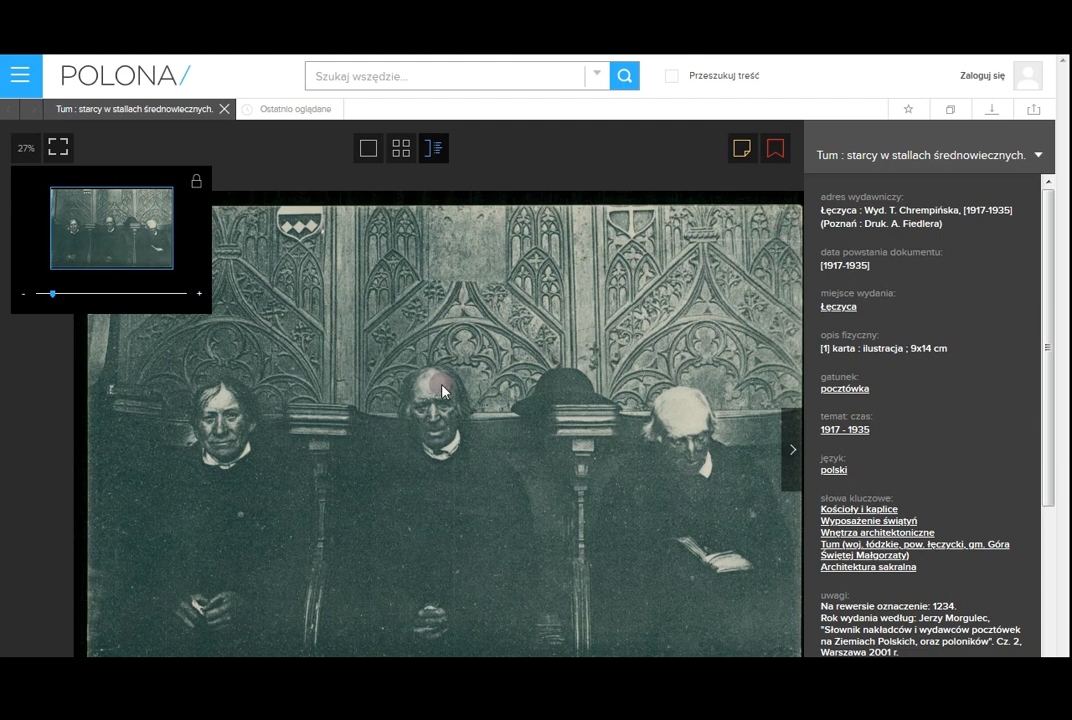 POLONA/
Szukaj wszędzie...
Przeszukaj treść
Zaloguj się
Tum : starcy w stallach średniowiecznych.
Ostatnio oglądane
27%
Tum : starcy w stallach średniowiecznych.
- +
adres wydawniczy:
Łęczyca : Wyd. T. Chrempińska, [1917-1935]
(Poznań : Druk. A. Fiedlera)
data powstania dokumentu:
[1917-1935]
miejsce wydania:
Łęczyca
opis fizyczny:
[1] karta : ilustracja ; 9x14 cm
gatunek:
pocztówka
temat: czas:
1917 - 1935
język:
polski
słowa kluczowe:
Kościoły i kaplice
Wyposażenie świątyń
Wnętrza architektoniczne
Tum (woj. łódzkie, pow. łęczycki, gm. Góra
Świętej Małgorzaty)
Architektura sakralna
uwagi:
Na rewersie oznaczenie: 1234.
Rok wydania według: Jerzy Morgulec,
"Słownik nakładców i wydawców pocztówek
na Ziemiach Polskich, oraz poloników". Cz. 2,
Warszawa 2001 r.